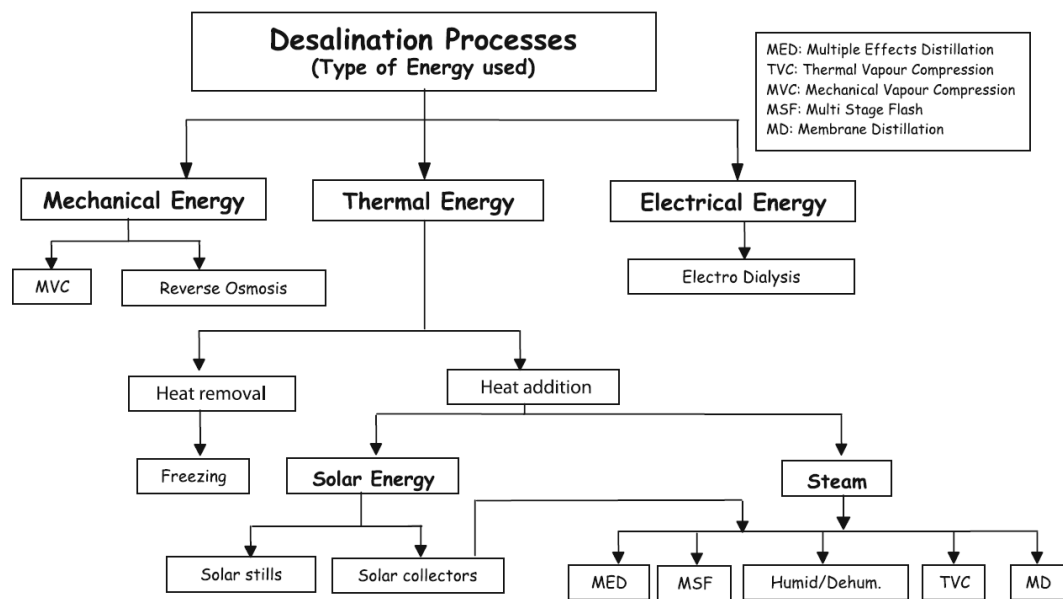 Desalination Processes
(Type of Energy used)
MED: Multiple Effects Distillation
TVC: Thermal Vapour Compression
MVC: Mechanical Vapour Compression
MSF: Multi Stage Flash
MD: Membrane Distillation
Mechanical Energy
Thermal Energy
Electrical Energy
MVC
Reverse Osmosis
Electro Dialysis
Heat removal
Heat addition
Freezing
Solar Energy
Steam
Solar stills
Solar collectors
MED
MSF
Humid/Dehum.
TVC
MD